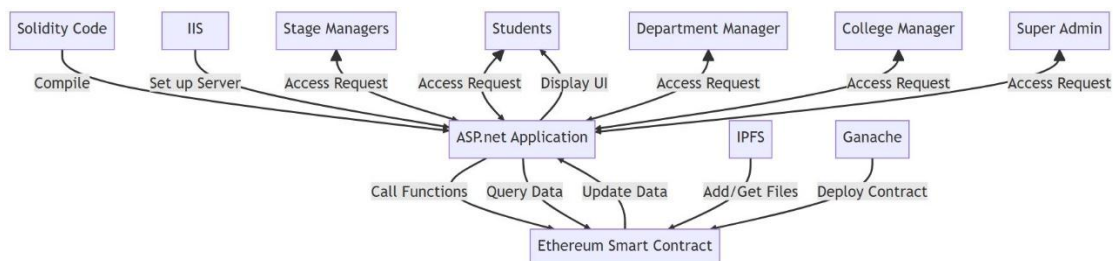 Solidity Code
IIS
Stage Managers
Students
Department Manager
College Manager
Super Admin
Compile
Set up Server
Access Request
Access Request
Display UI
Access Request
Access Request
Access Request
ASP.net Application
IPFS
Ganache
Call Functions
Query Data
Update Data
Add/Get Files
Deploy Contract
Ethereum Smart Contract